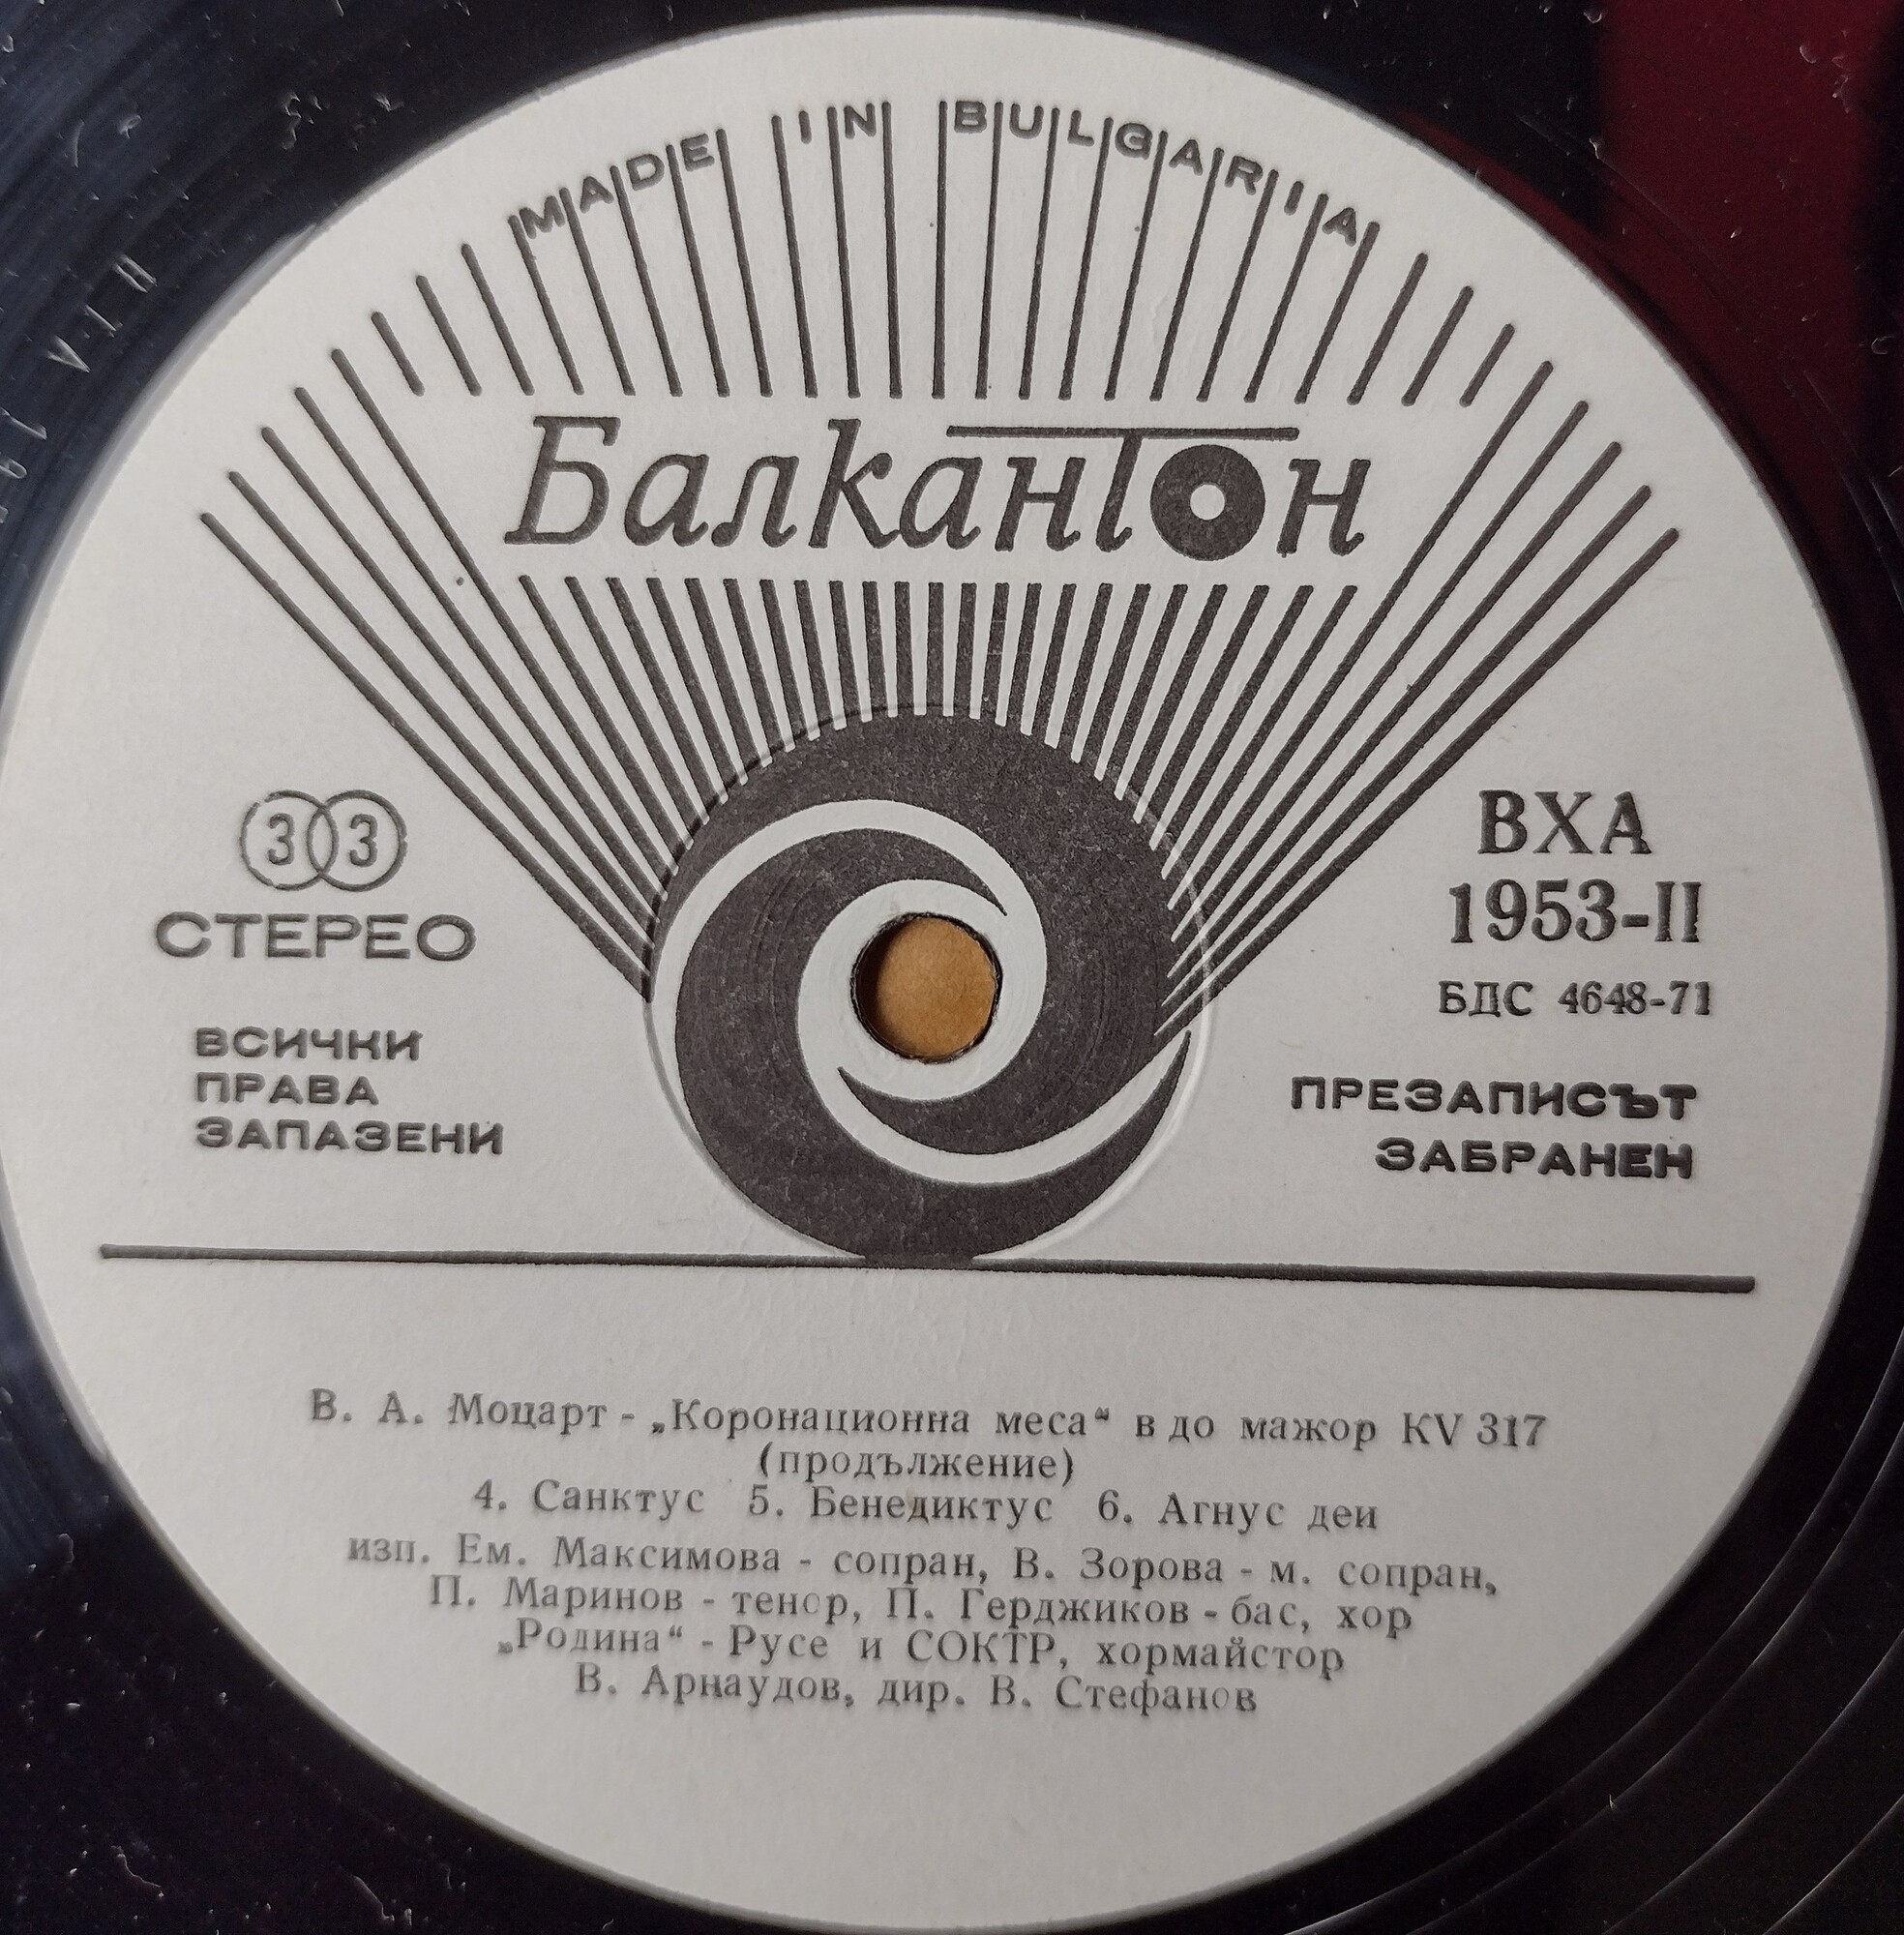 MADE IN BULGARIA
Балкантон
33
СТЕРЕО
ВСИЧКИ
ПРАВА
ЗАПАЗЕНИ
ВХА
1953-II
БДС 4648-71
ПРЕЗАПИСЪТ
ЗАБРАНЕН
В. А. Моцарт - „Коронационна меса“ в до мажор KV 317
(продължение)
4. Санктус 5. Бенедиктус 6. Агнус деи
изп. Ем. Максимова - сопран, В. Зорова - м. сопран,
П. Маринов - тенор, П. Герджиков - бас, хор
„Родина“ - Русе и СОКТР, хормайстор
В. Арнаудов, дир. В. Стефанов